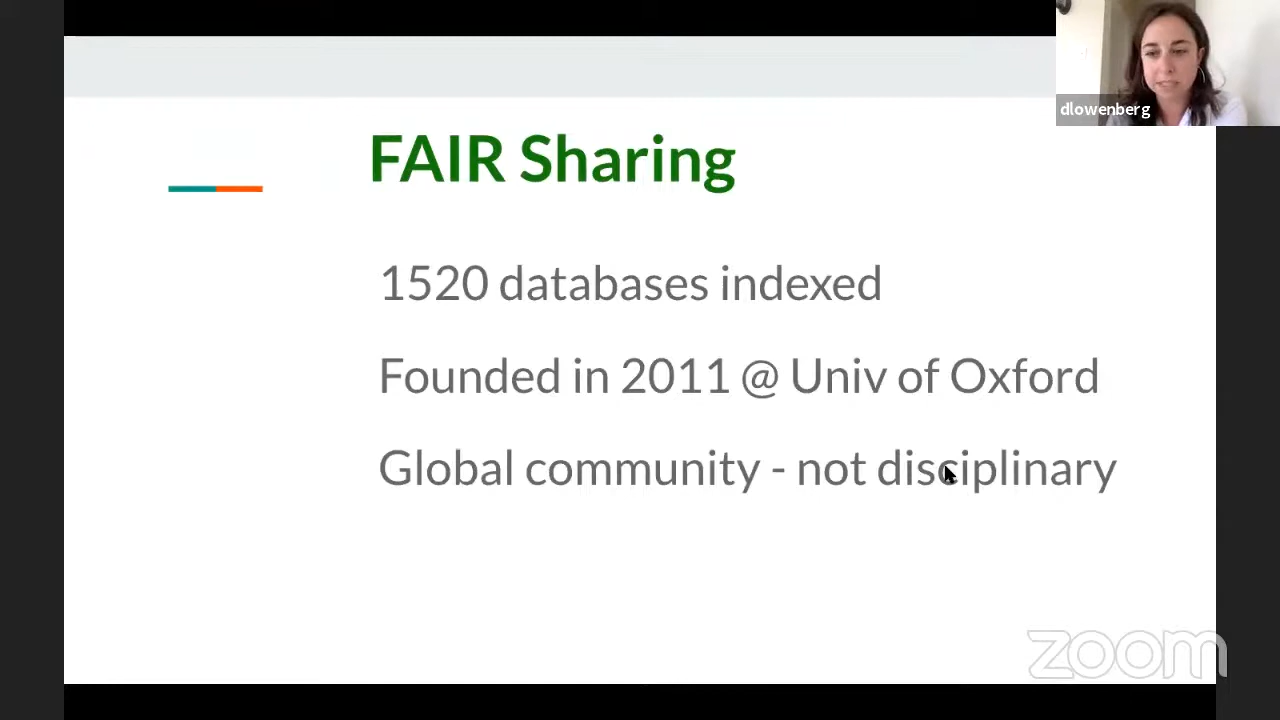 dlowenberg
FAIR Sharing
1520 databases indexed
Founded in 2011 @ Univ of Oxford
Global community - not disciplinary
zoom